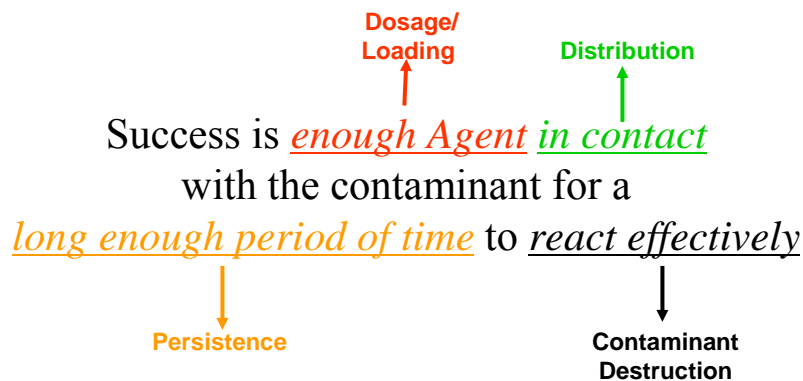 Dosage/
Loading
Distribution
Success is enough Agent in contact
with the contaminant for a
long enough period of time to react effectively
Persistence
Contaminant
Destruction